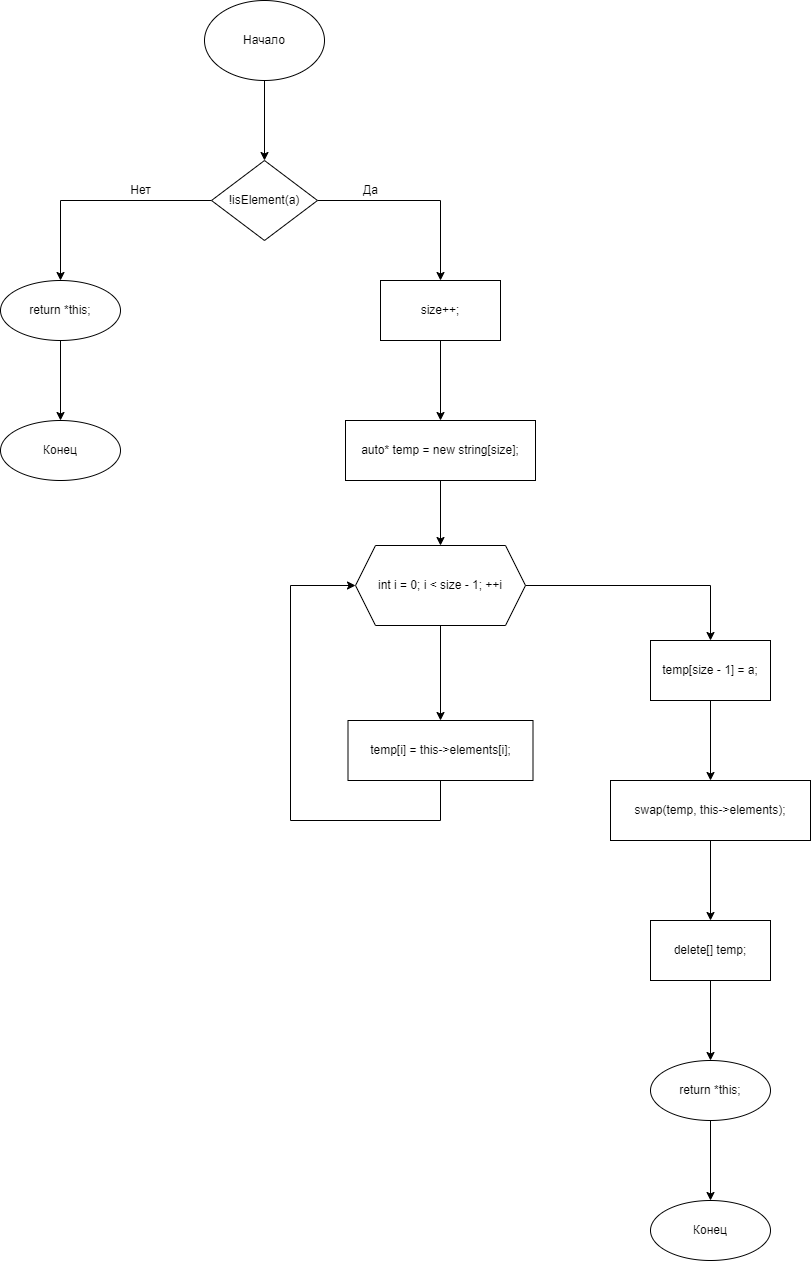 Начало
!isElement(a)
Нет
Да
return *this;
Конец
size++;
auto* temp = new string[size];
int i = 0; i < size - 1; ++i
temp[i] = this->elements[i];
temp[size - 1] = a;
swap(temp, this->elements);
delete[] temp;
return *this;
Конец